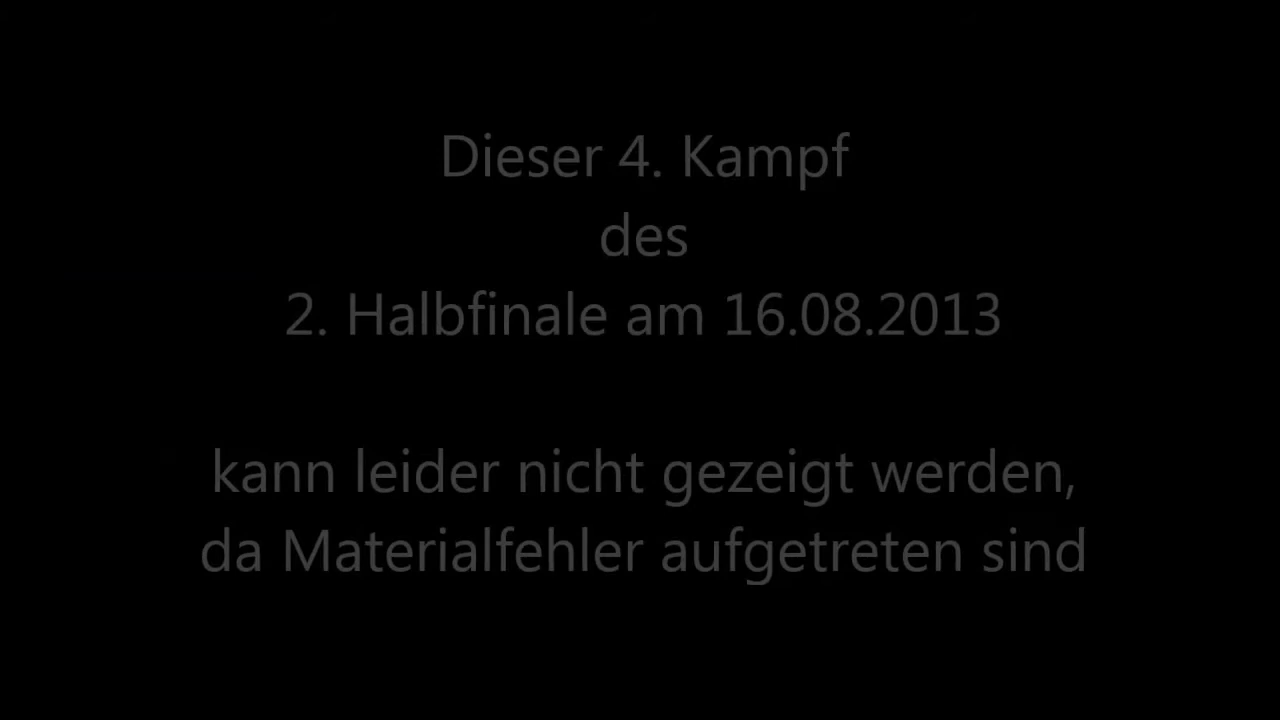 Dieser 4. Kampf
des
2. Halbfinale am 16.08.2013
kann leider nicht gezeigt werden,
da Materialfehler aufgetreten sind